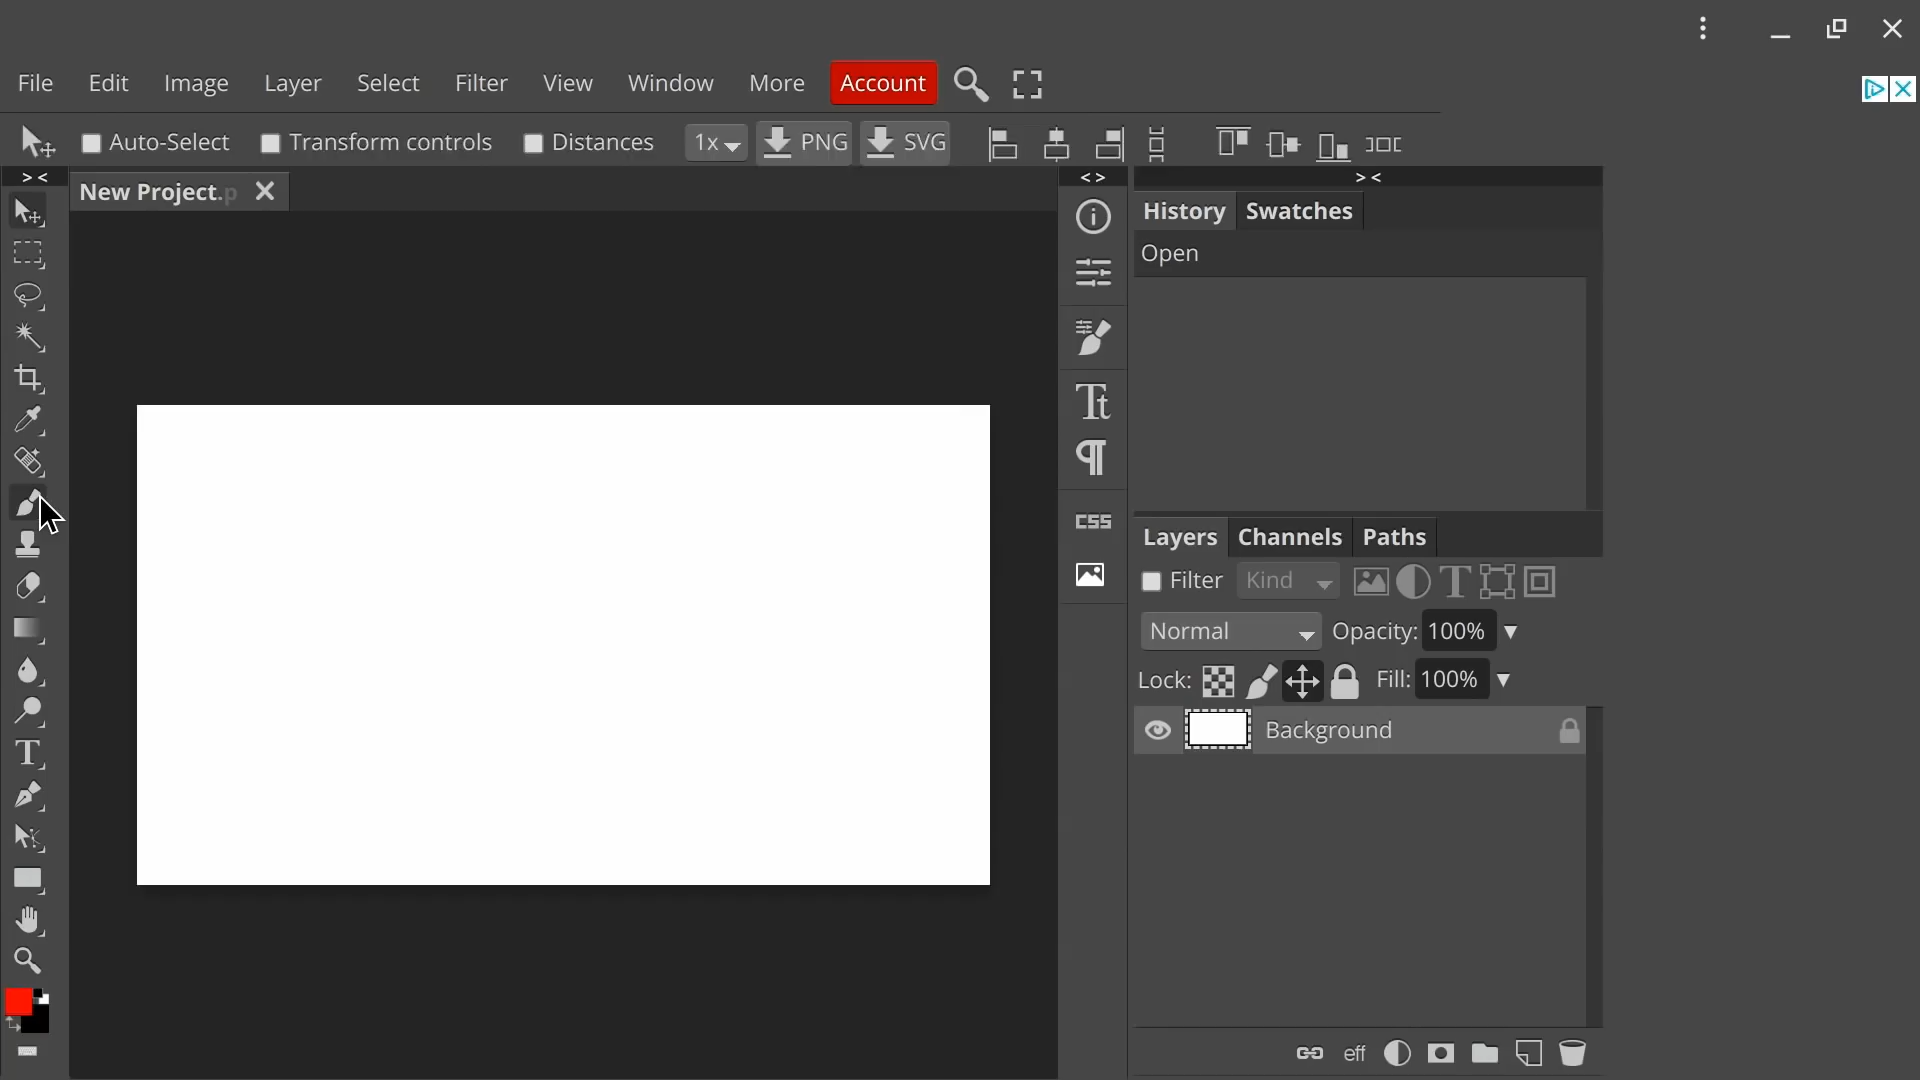 File Edit Image Layer Select Filter View Window More Account
Auto-Select Transform controls Distances 1x PNG SVG
New Project.p
History Swatches
Open
Tt
¶
CSS
Layers Channels Paths
Filter Kind T
Normal Opacity: 100%
Lock: Fill: 100%
Background
T
eff